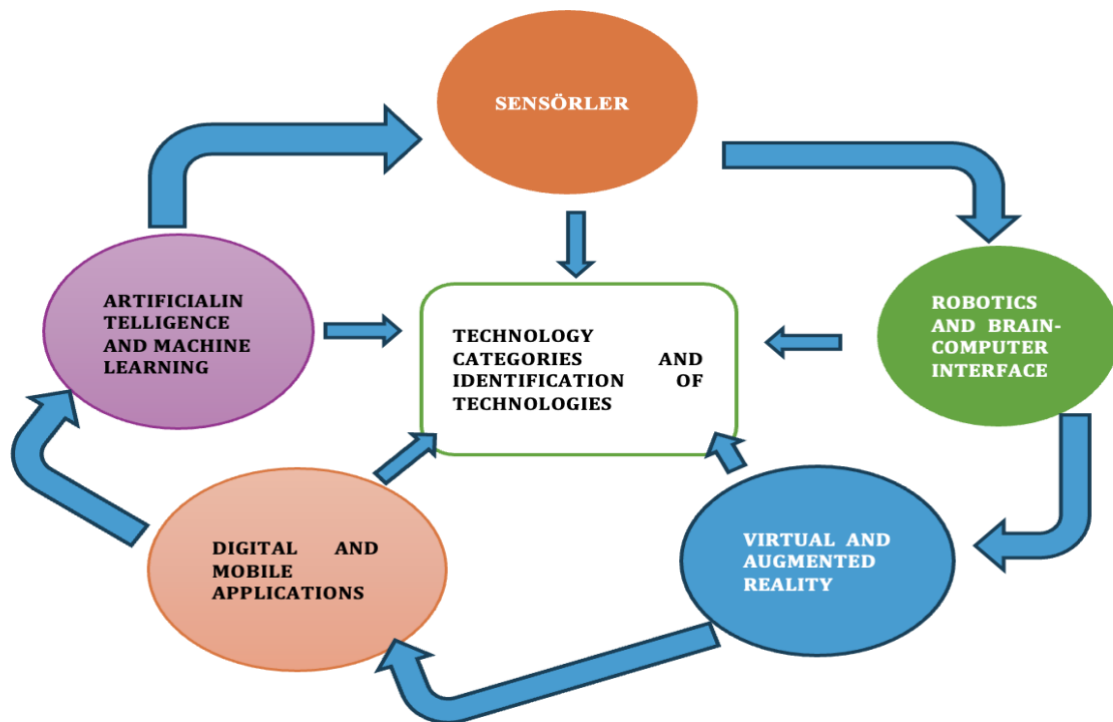 SENSÖRLER
ARTIFICIALIN
TELLIGENCE
AND MACHINE
LEARNING
TECHNOLOGY
CATEGORIES AND
IDENTIFICATION OF
TECHNOLOGIES
ROBOTICS
AND BRAIN-
COMPUTER
INTERFACE
DIGITAL AND
MOBILE
APPLICATIONS
VIRTUAL AND
AUGMENTED
REALITY